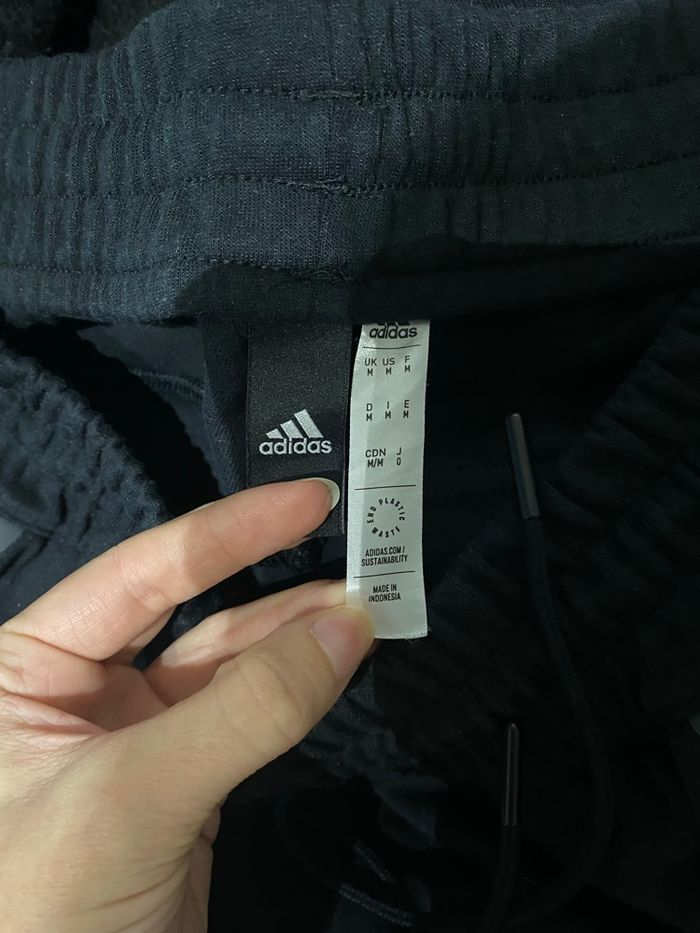 adidas
adidas
UK US F
M M M
D I E
M M M
CDN J
M/M O
END PLASTIC WASTE
ADIDAS.COM/
SUSTAINABILITY
MADE IN
INDONESIA